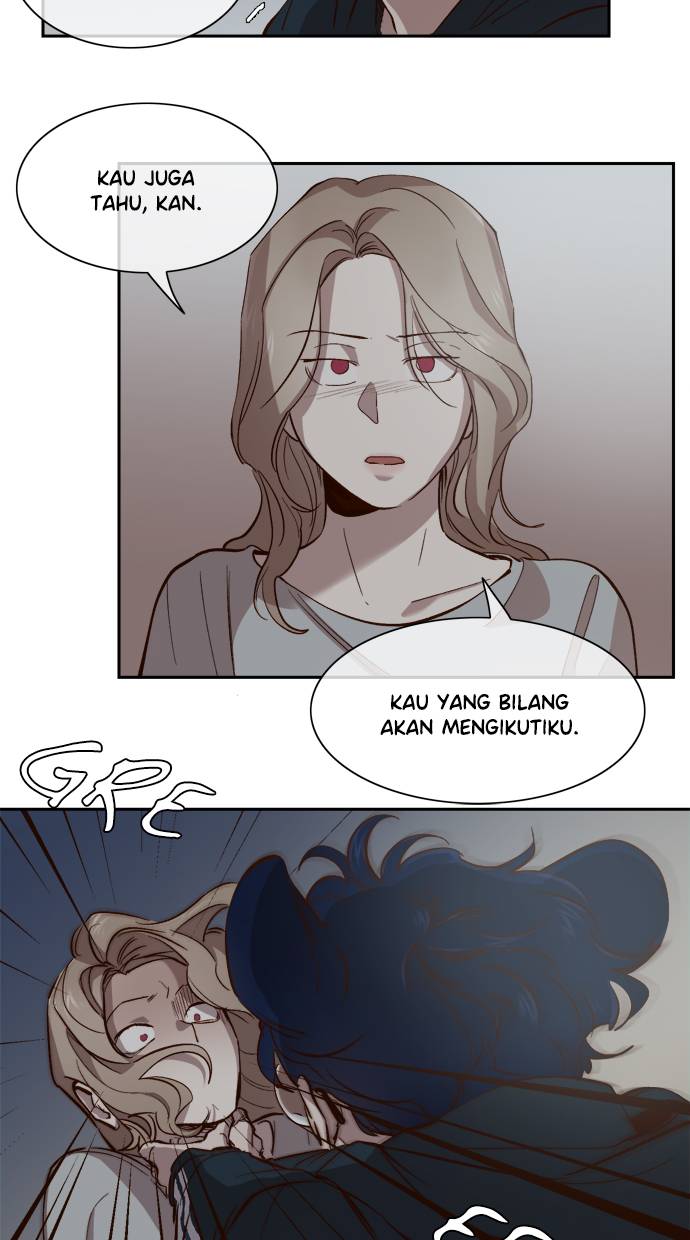 KAU JUGA
TAHU, KAN.
KAU YANG BILANG
AKAN MENGIKUTIKU.
GRE